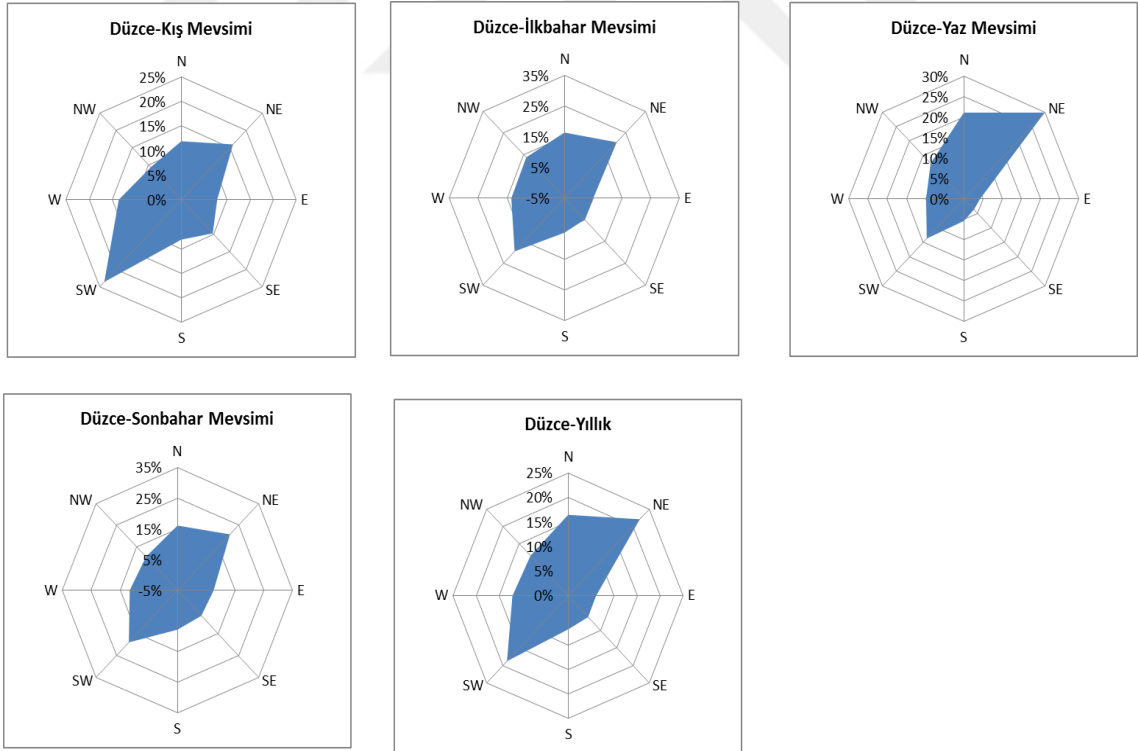 Düzce-Kış Mevsimi
N
25%
NW
NE
20%
15%
10%
5%
W
0%
E
SW
SE
S
Düzce-İlkbahar Mevsimi
N
35%
NW
NE
25%
15%
5%
W
-5%
E
SW
SE
S
Düzce-Yaz Mevsimi
N
30%
NW
NE
25%
20%
15%
10%
5%
W
0%
E
SW
SE
S
Düzce-Sonbahar Mevsimi
N
35%
NW
NE
25%
15%
5%
W
-5%
E
SW
SE
S
Düzce-Yıllık
N
25%
NW
NE
20%
15%
10%
5%
W
0%
E
SW
SE
S